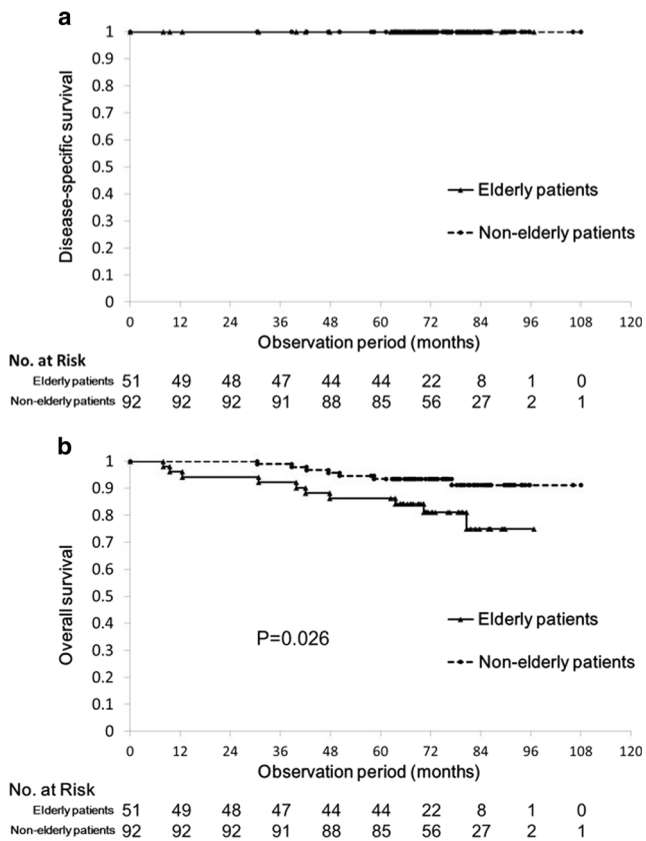 a
Disease-specific survival
1
0.9
0.8
0.7
0.6
0.5
0.4
0.3
0.2
0.1
0
Elderly patients
Non-elderly patients
0 12 24 36 48 60 72 84 96 108 120
Observation period (months)
No. at Risk
Elderly patients 51 49 48 47 44 44 22 8 1 0
Non-elderly patients 92 92 92 91 88 85 56 27 2 1
b
Overall survival
1
0.9
0.8
0.7
0.6
0.5
0.4
0.3
0.2
0.1
0
P=0.026
Elderly patients
Non-elderly patients
0 12 24 36 48 60 72 84 96 108 120
Observation period (months)
No. at Risk
Elderly patients 51 49 48 47 44 44 22 8 1 0
Non-elderly patients 92 92 92 91 88 85 56 27 2 1